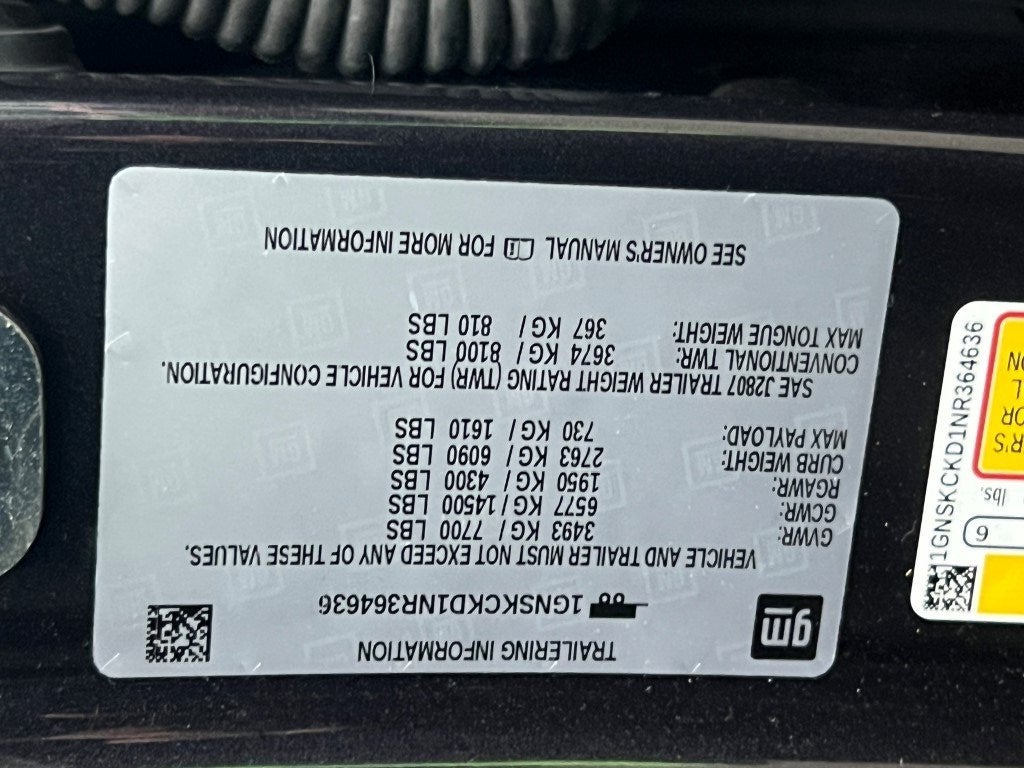 gm
TRAILERING INFORMATION
1GNSKCKD1NR364636
VEHICLE AND TRAILER MUST NOT EXCEED ANY OF THESE VALUES.
GVWR: 3493 KG / 7700 LBS
GCWR: 6577 KG / 14500 LBS
RGAWR: 1950 KG / 4300 LBS
CURB WEIGHT: 2763 KG / 6090 LBS
MAX PAYLOAD: 730 KG / 1610 LBS
SAE J2807 TRAILER WEIGHT RATING (TWR) FOR VEHICLE CONFIGURATION.
CONVENTIONAL TWR: 3674 KG / 8100 LBS
MAX TONGUE WEIGHT: 367 KG / 810 LBS
SEE OWNER'S MANUAL FOR MORE INFORMATION
1GNSKCKD1NR364636
lbs.